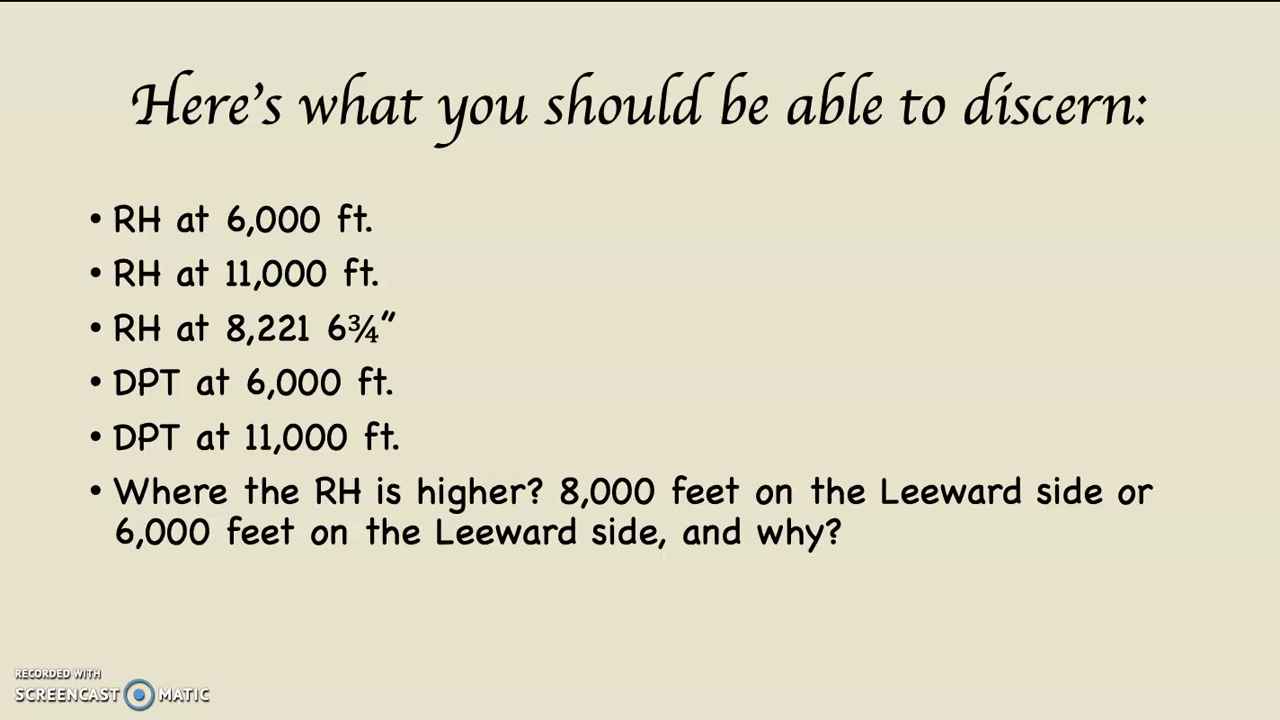 Here's what you should be able to discern:
• RH at 6,000 ft.
• RH at 11,000 ft.
• RH at 8,221 6¾”
• DPT at 6,000 ft.
• DPT at 11,000 ft.
• Where the RH is higher? 8,000 feet on the Leeward side or
6,000 feet on the Leeward side, and why?
RECORDED WITH
SCREENCAST MATIC